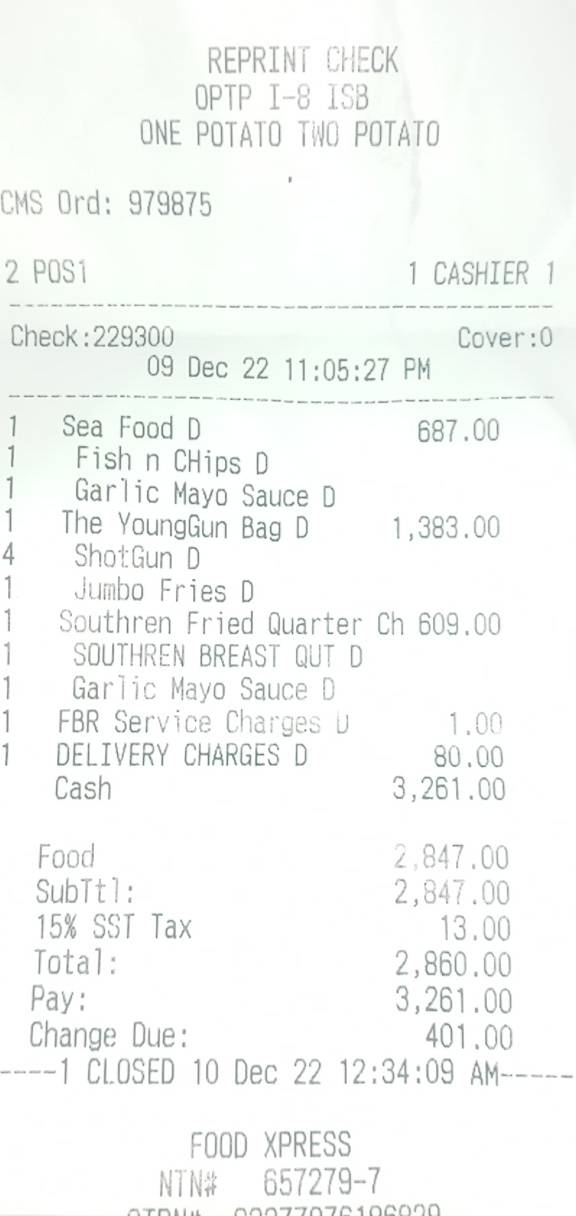 REPRINT CHECK
OPTP I-8 ISB
ONE POTATO TWO POTATO
CMS Ord: 979875
2 POS1 1 CASHIER 1
Check:229300 Cover:0
09 Dec 22 11:05:27 PM
1 Sea Food D 687.00
1 Fish n CHips D
1 Garlic Mayo Sauce D
1 The YoungGun Bag D 1,383.00
4 ShotGun D
1 Jumbo Fries D
1 Southren Fried Quarter Ch 609.00
1 SOUTHREN BREAST QUT D
1 Garlic Mayo Sauce D
1 FBR Service Charges D 1.00
1 DELIVERY CHARGES D 80.00
Cash 3,261.00
Food 2,847.00
SubTtl: 2,847.00
15% SST Tax 13.00
Total: 2,860.00
Pay: 3,261.00
Change Due: 401.00
----1 CLOSED 10 Dec 22 12:34:09 AM-----
FOOD XPRESS
NTN# 657279-7